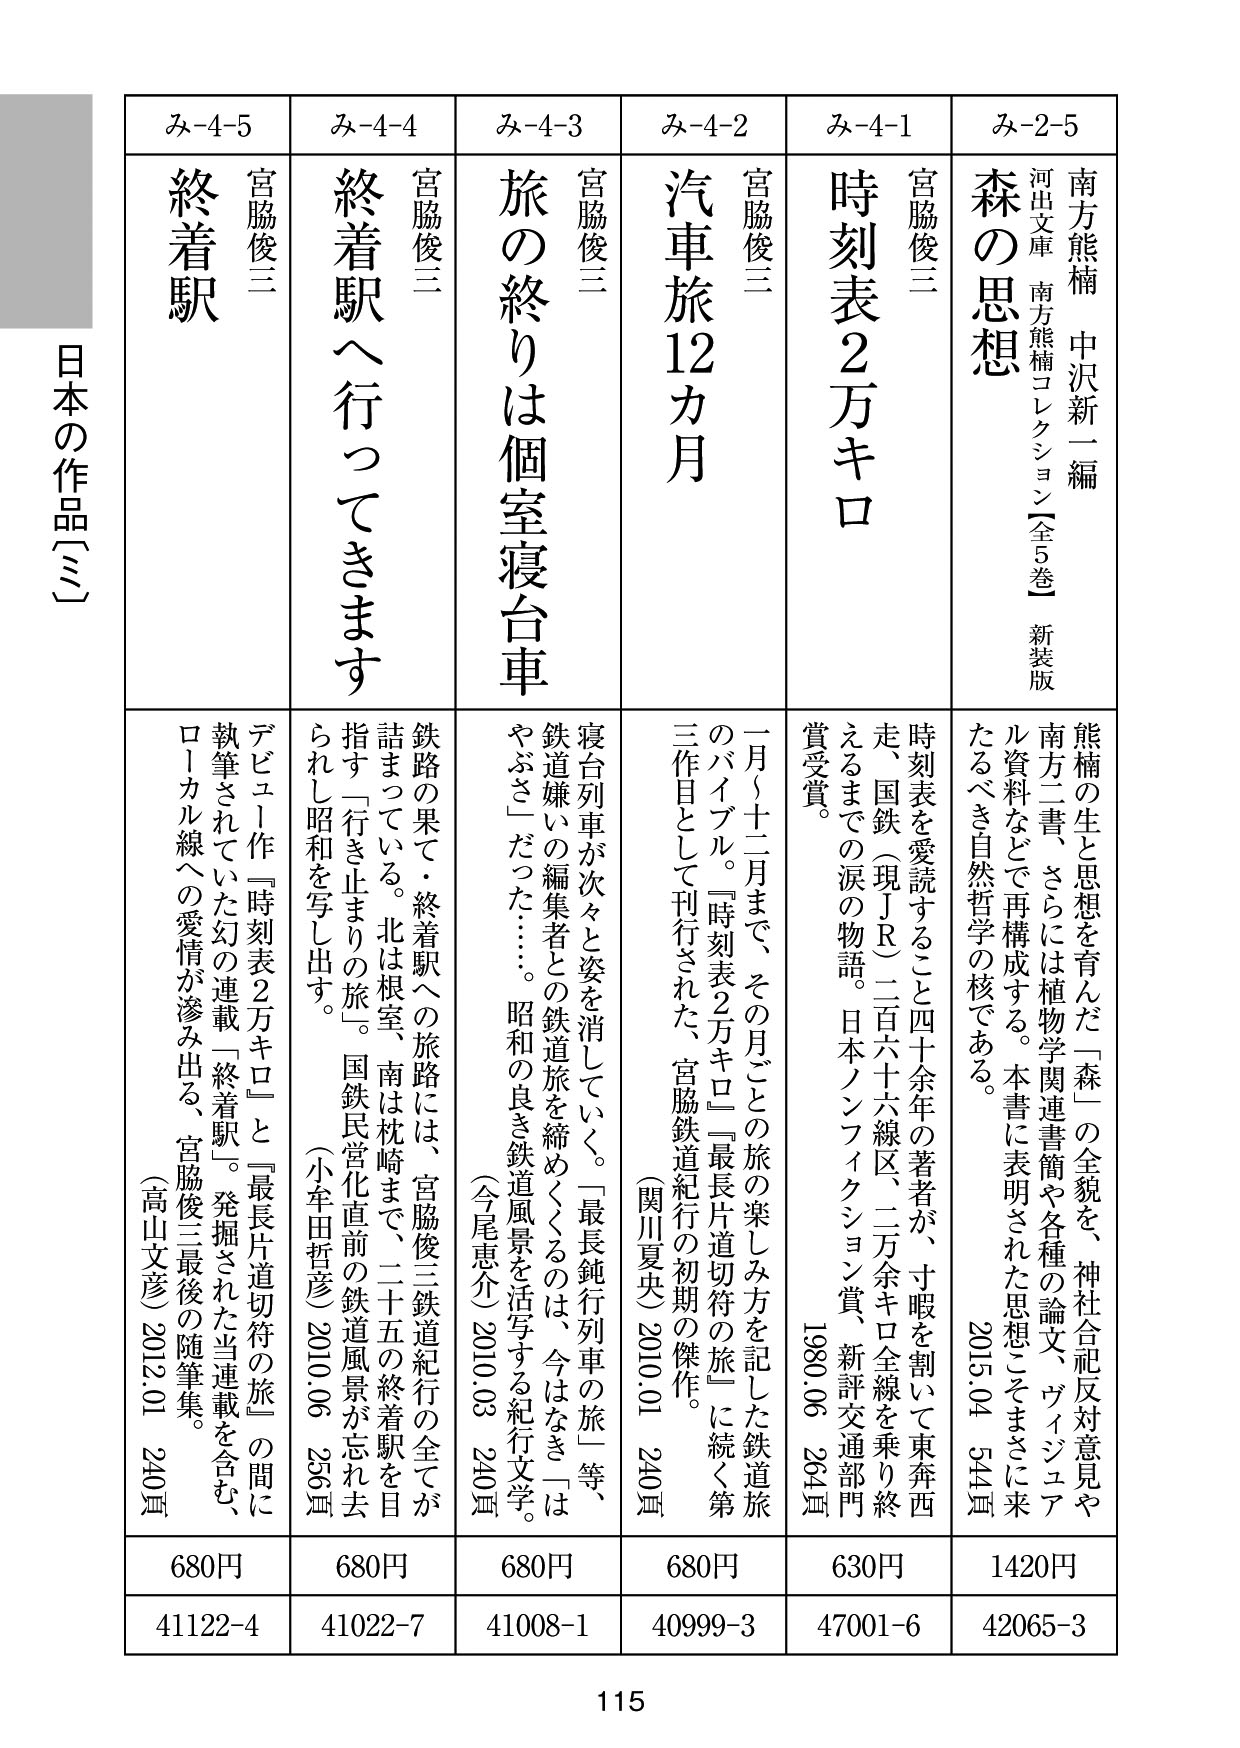 み-2-5
南方熊楠　中沢新一編
河出文庫　南方熊楠コレクション【全5巻】　新装版
森の思想
熊楠の生と思想を育んだ「森」の全貌を、神社合祀反対意見や
南方二書、さらには植物学関連書簡や各種の論文、ヴィジュア
ル資料などで再構成する。本書に表明された思想こそまさに来
たるべき自然哲学の核である。
2015.04　544頁
1420円
42065-3
み-4-1
宮脇俊三
時刻表2万キロ
時刻表を愛読すること四十余年の著者が、寸暇を割いて東奔西
走、国鉄（現JR）二百六十六線区、二万余キロ全線を乗り終
えるまでの涙の物語。日本ノンフィクション賞、新評交通部門
賞受賞。
1980.06　264頁
630円
47001-6
み-4-2
宮脇俊三
汽車旅12カ月
一月～十二月まで、その月ごとの旅の楽しみ方を記した鉄道旅
のバイブル。『時刻表2万キロ』『最長片道切符の旅』に続く第
三作目として刊行された、宮脇鉄道紀行の初期の傑作。
（関川夏央）2010.01　240頁
680円
40999-3
み-4-3
宮脇俊三
旅の終りは個室寝台車
寝台列車が次々と姿を消していく。「最長鈍行列車の旅」等、
鉄道嫌いの編集者との鉄道旅を締めくくるのは、今はなき「は
やぶさ」だった……。昭和の良き鉄道風景を活写する紀行文学。
（今尾恵介）2010.03　240頁
680円
41008-1
み-4-4
宮脇俊三
終着駅へ行ってきます
鉄路の果て・終着駅への旅路には、宮脇俊三鉄道紀行の全てが
詰まっている。北は根室、南は枕崎まで、二十五の終着駅を目
指す「行き止まりの旅」。国鉄民営化直前の鉄道風景が忘れ去
られし昭和を写し出す。
（小牟田哲彦）2010.06　256頁
680円
41022-7
み-4-5
宮脇俊三
終着駅
デビュー作『時刻表2万キロ』と『最長片道切符の旅』の間に
執筆されていた幻の連載「終着駅」。発掘された当連載を含む、
ローカル線への愛情が滲み出る、宮脇俊三最後の随筆集。
（高山文彦）2012.01　240頁
680円
41122-4
日本の作品〔ミ〕
115